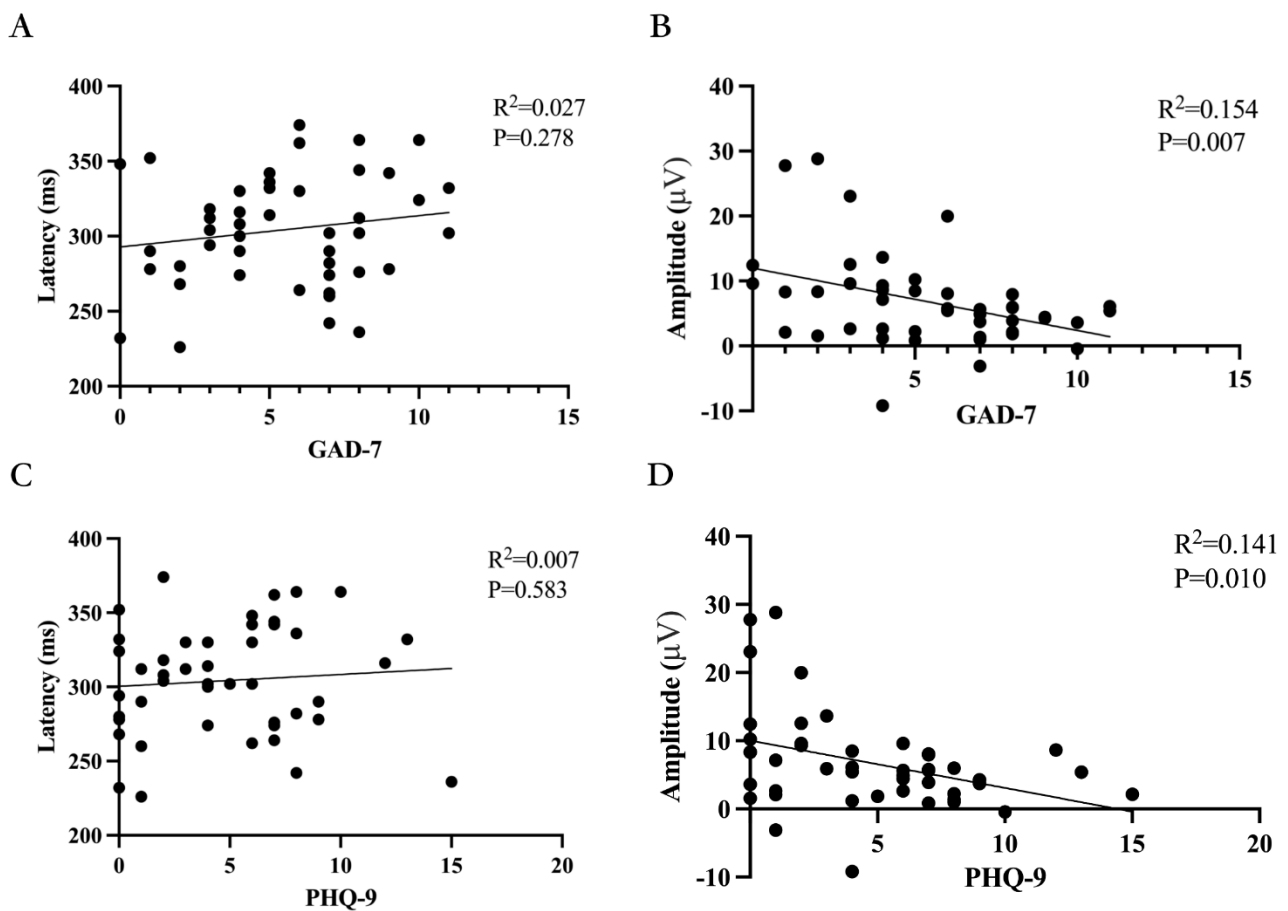 A
B
400
350
300
250
200
Latency (ms)
R²=0.027
P=0.278
0
5
10
15
GAD-7
40
30
20
10
0
-10
Amplitude (μV)
R²=0.154
P=0.007
5
10
15
GAD-7
C
D
400
350
300
250
200
Latency (ms)
R²=0.007
P=0.583
0
5
10
15
20
PHQ-9
40
30
20
10
0
-10
Amplitude (μV)
R²=0.141
P=0.010
5
10
15
20
PHQ-9